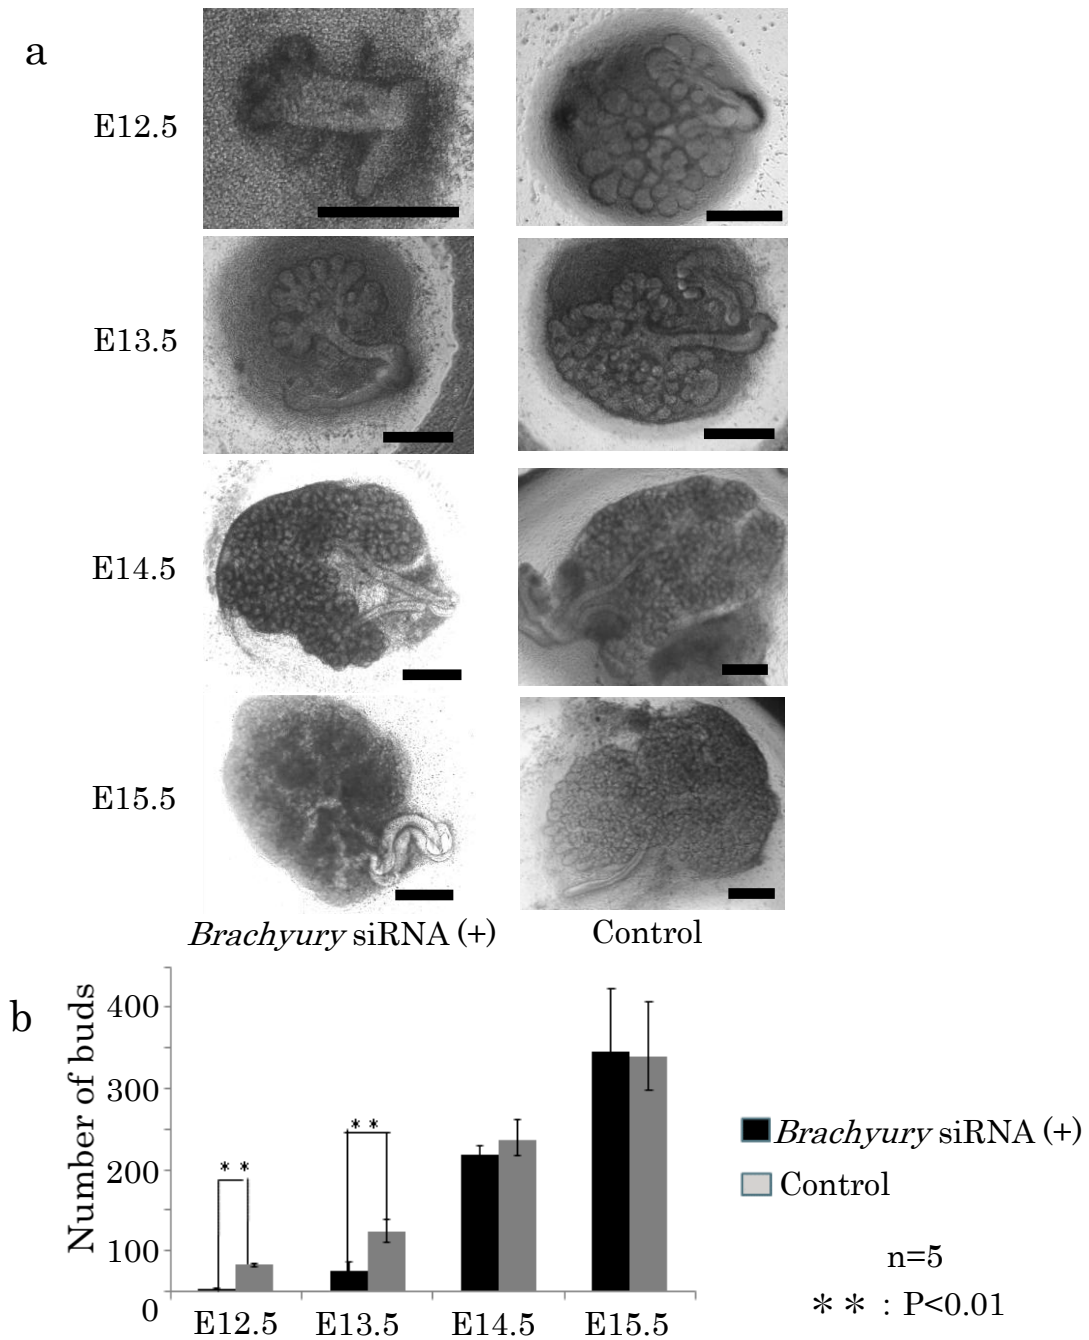 a
E12.5
E13.5
E14.5
E15.5
Brachyury siRNA (+) Control
b
Number of buds
400
300
200
100
0
* *
* *
E12.5 E13.5 E14.5 E15.5
Brachyury siRNA (+)
Control
n=5
* * : P<0.01